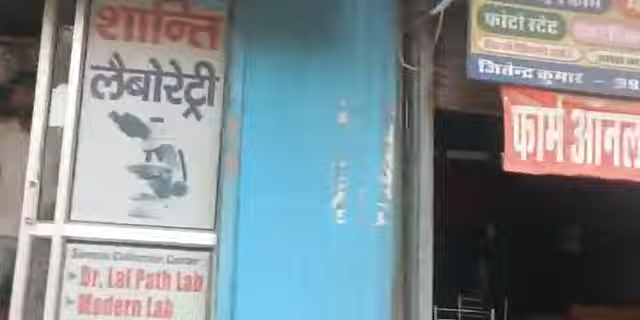 शान्ति
लैबोरेट्री
Sample Collection Center
Dr. Lal Path Lab
Modern Lab
फोटो स्टेट
जितेन्द्र कुमार -
फार्म आनल